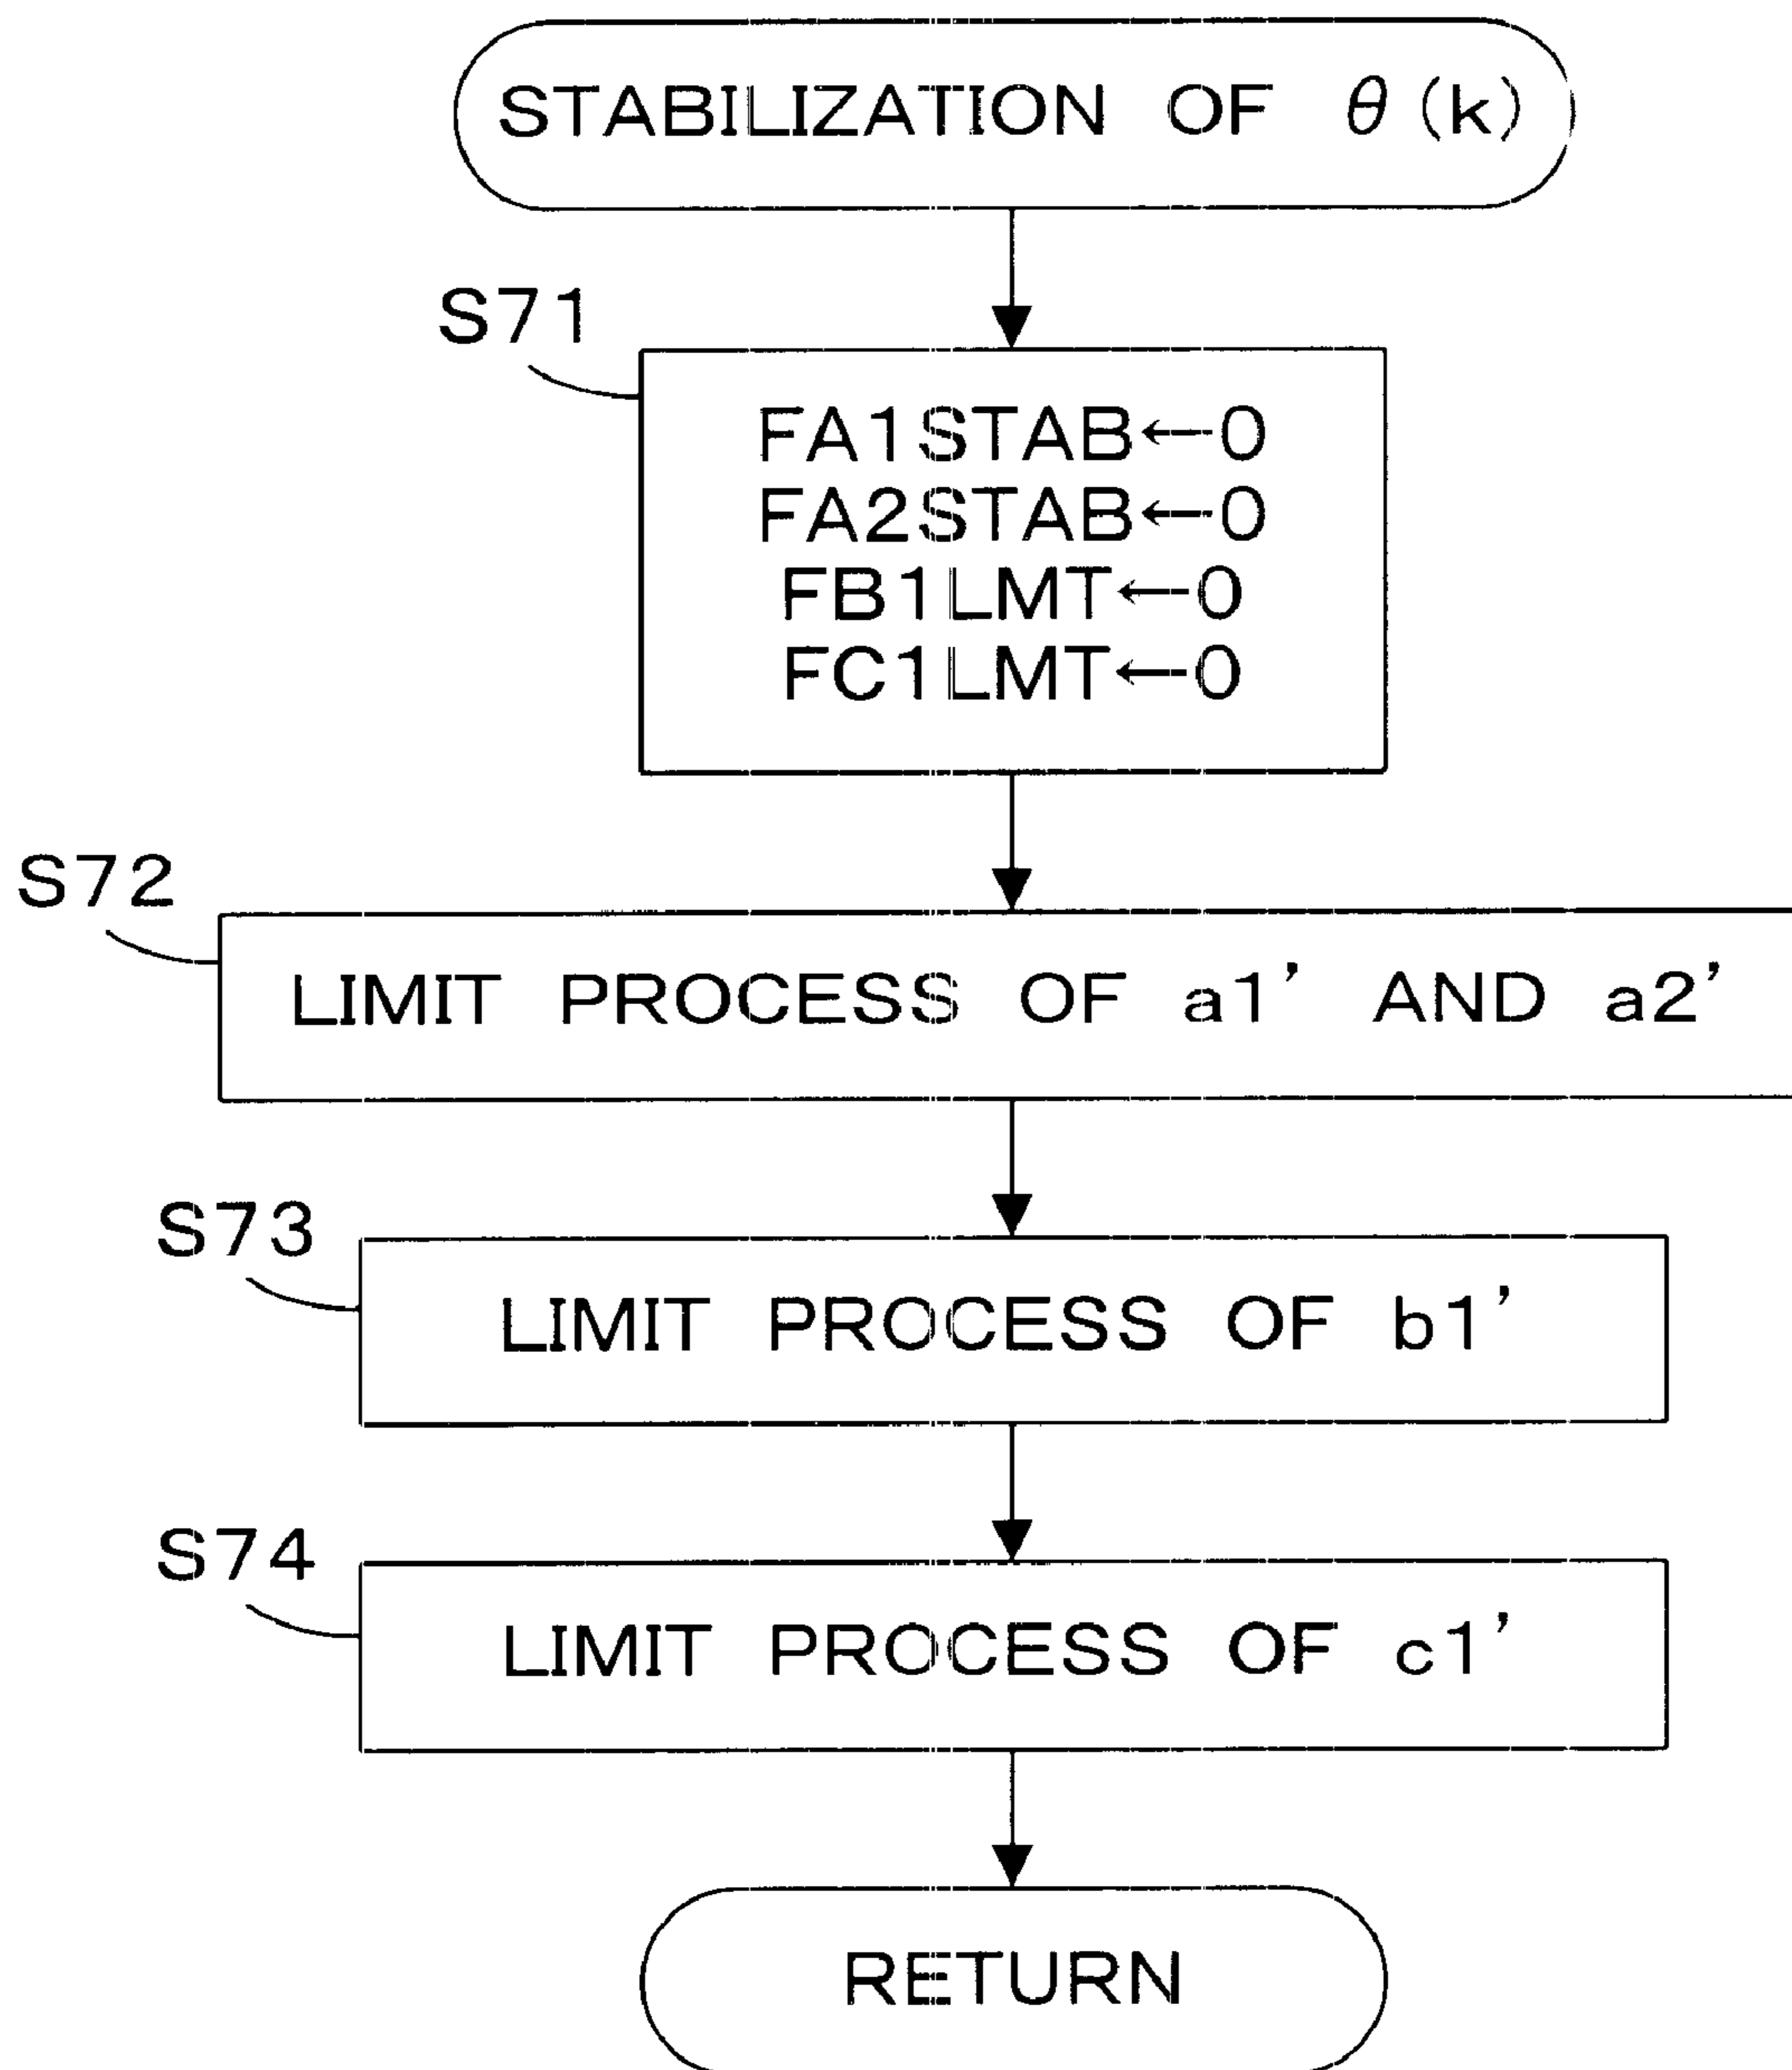 STABILIZATION OF θ (k)
S71
FA1STAB←0
FA2STAB←0
FB1LMT←0
FC1LMT←0
S72
LIMIT PROCESS OF a1’ AND a2’
S73
LIMIT PROCESS OF b1’
S74
LIMIT PROCESS OF c1’
RETURN